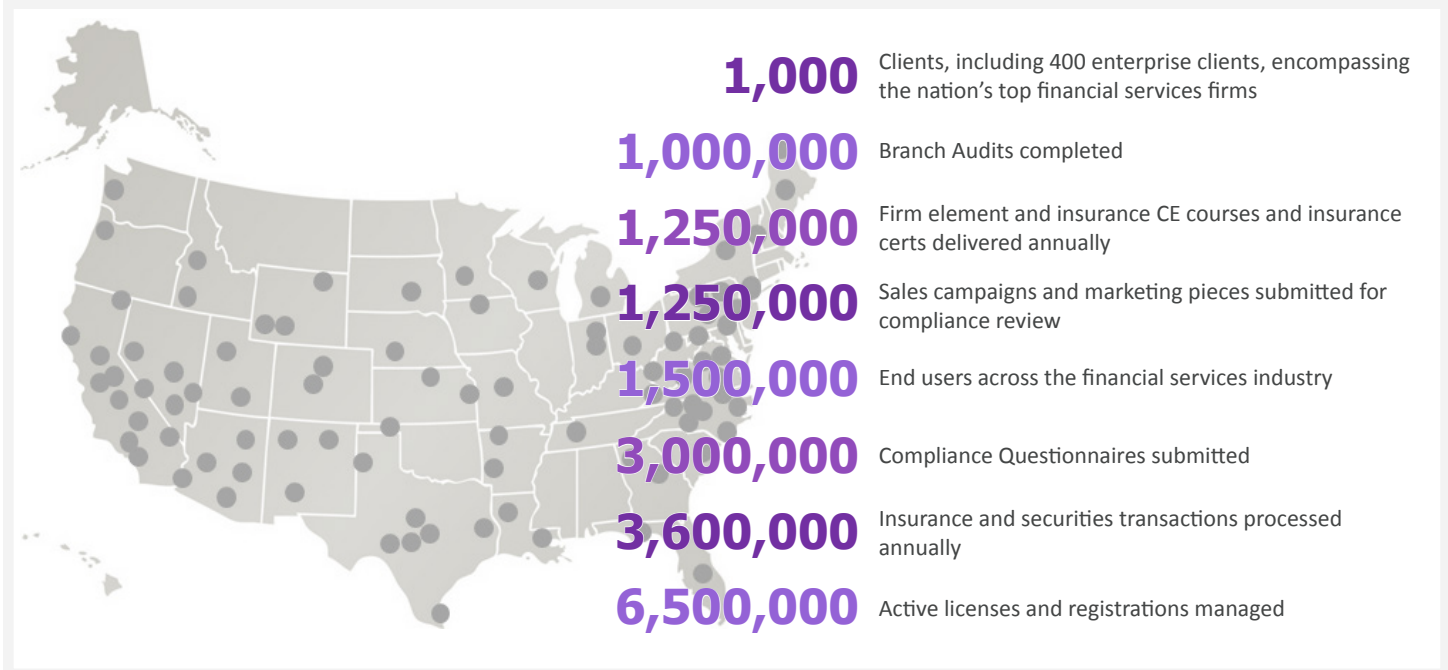 1,000
Clients, including 400 enterprise clients, encompassing
the nation’s top financial services firms
1,000,000
Branch Audits completed
1,250,000
Firm element and insurance CE courses and insurance
certs delivered annually
1,250,000
Sales campaigns and marketing pieces submitted for
compliance review
1,500,000
End users across the financial services industry
3,000,000
Compliance Questionnaires submitted
3,600,000
Insurance and securities transactions processed
annually
6,500,000
Active licenses and registrations managed